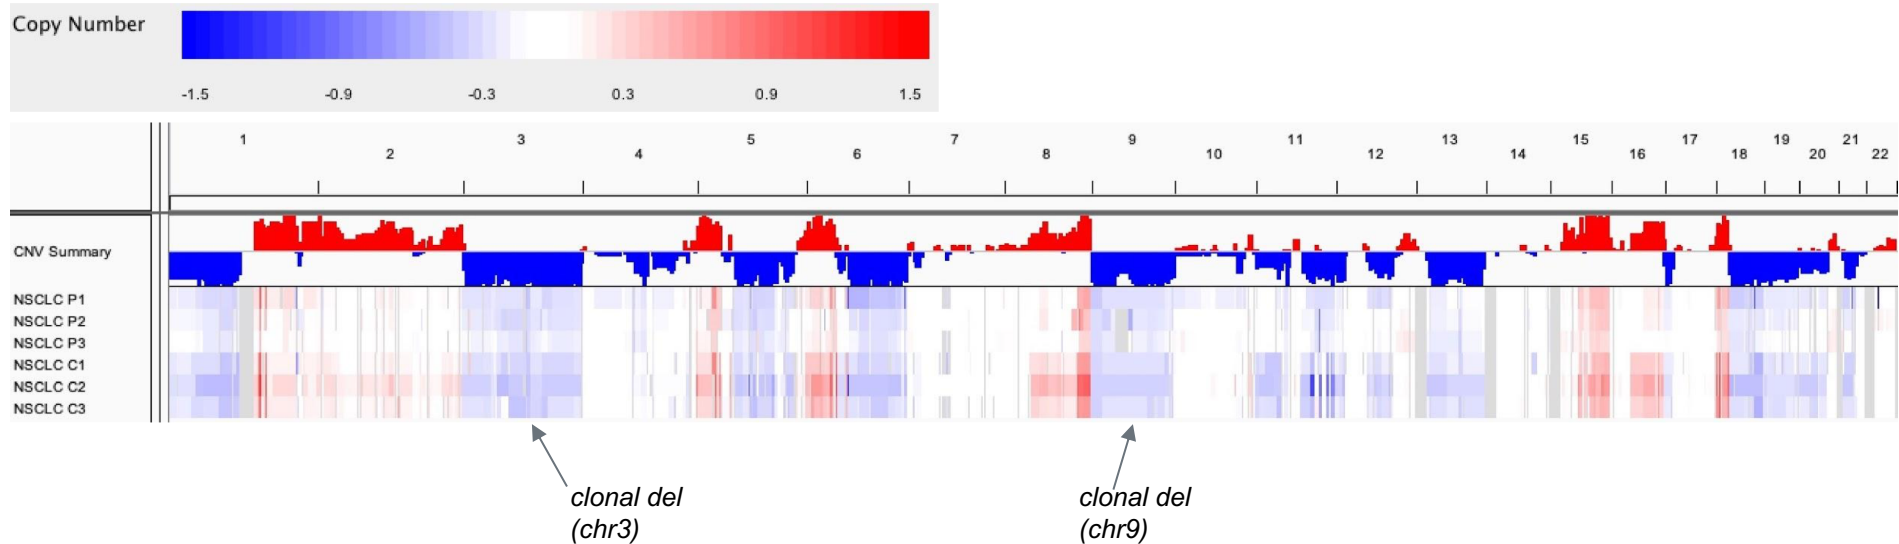 Copy Number
-1.5 -0.9 -0.3 0.3 0.9 1.5
1 3 5 7 9 11 13 15 17 19 21
2 4 6 8 10 12 14 16 18 20 22
CNV Summary
NSCLC P1
NSCLC P2
NSCLC P3
NSCLC C1
NSCLC C2
NSCLC C3
clonal del
(chr3)
clonal del
(chr9)